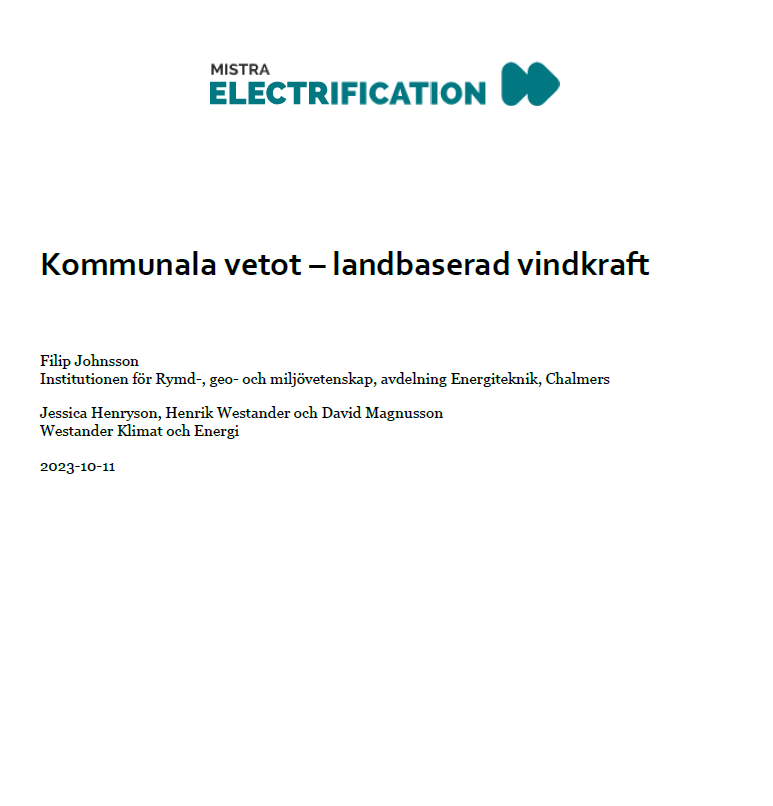 MISTRA
ELECTRIFICATION
Kommunala vetot – landbaserad vindkraft
Filip Johnsson
Institutionen för Rymd-, geo- och miljövetenskap, avdelning Energiteknik, Chalmers
Jessica Henryson, Henrik Westander och David Magnusson
Westander Klimat och Energi
2023-10-11